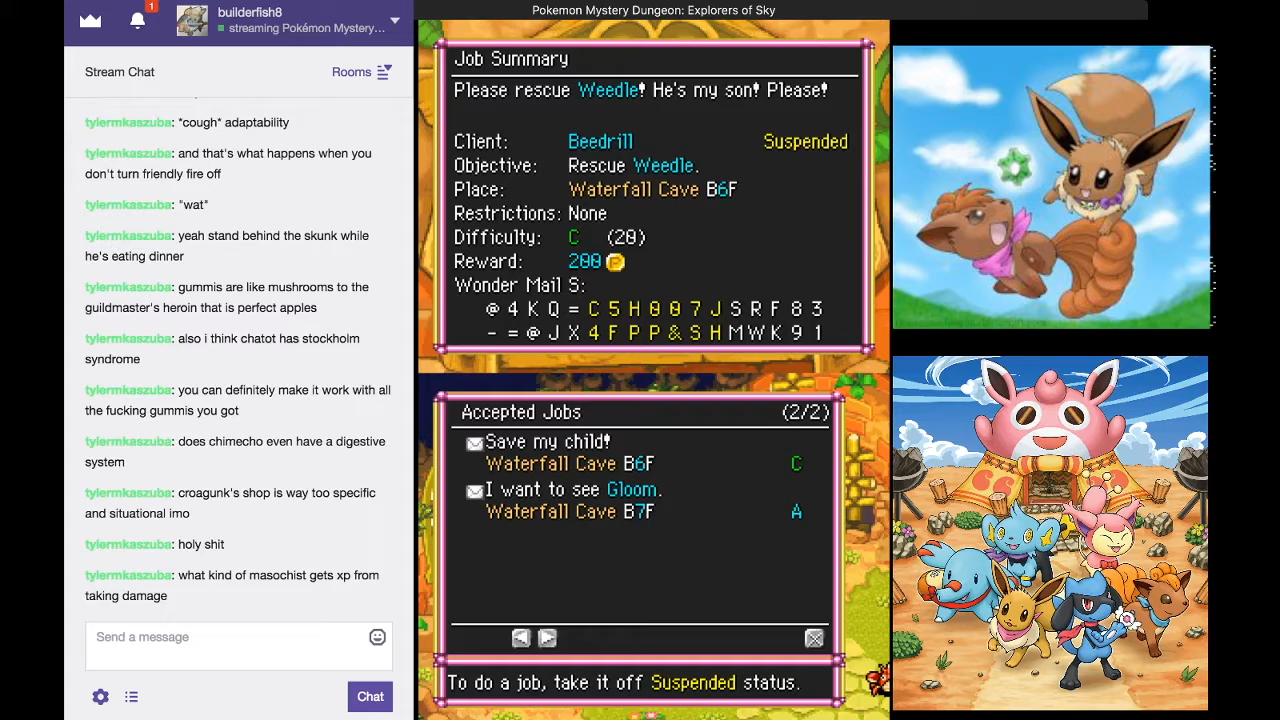 Pokemon Mystery Dungeon: Explorers of Sky
1
builderfish8
streaming Pokémon Mystery...
Stream Chat
Rooms
tylermkaszuba: *cough* adaptability
tylermkaszuba: and that's what happens when you
don't turn friendly fire off
tylermkaszuba: "wat"
tylermkaszuba: yeah stand behind the skunk while
he's eating dinner
tylermkaszuba: gummis are like mushrooms to the
guildmaster's heroin that is perfect apples
tylermkaszuba: also i think chatot has stockholm
syndrome
tylermkaszuba: you can definitely make it work with all
the fucking gummis you got
tylermkaszuba: does chimecho even have a digestive
system
tylermkaszuba: croagunk's shop is way too specific
and situational imo
tylermkaszuba: holy shit
tylermkaszuba: what kind of masochist gets xp from
taking damage
Send a message
Chat
Job Summary
Please rescue Weedle! He's my son! Please!
Client: Beedrill Suspended
Objective: Rescue Weedle.
Place: Waterfall Cave B6F
Restrictions: None
Difficulty: C (20)
Reward: 200 P
Wonder Mail S:
@ 4 K Q = C 5 H 0 0 7 J S R F 8 3
- = @ J X 4 F P P & S H M W K 9 1
Accepted Jobs (2/2)
Save my child!
Waterfall Cave B6F C
I want to see Gloom.
Waterfall Cave B7F A
To do a job, take it off Suspended status.